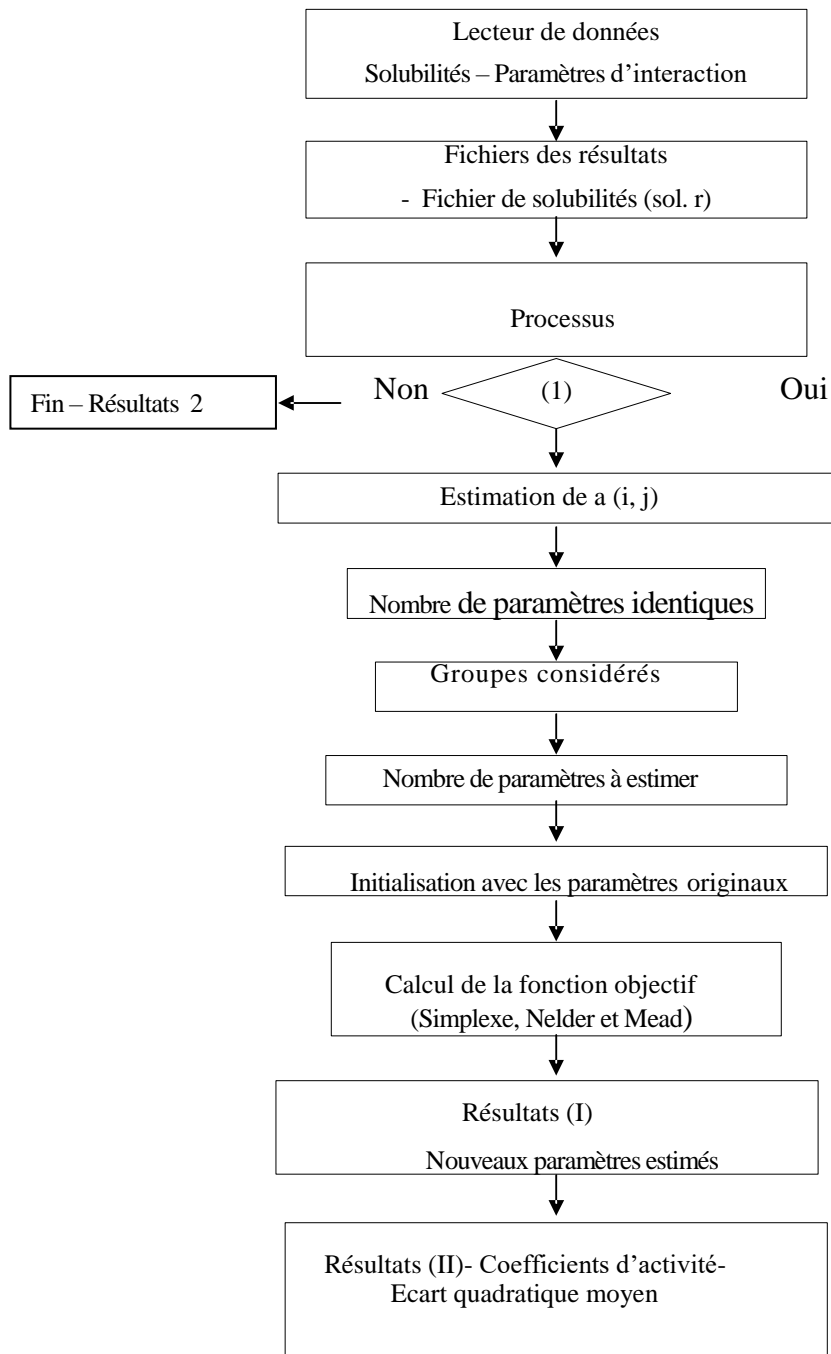 Lecteur de données
Solubilités – Paramètres d’interaction
Fichiers des résultats
- Fichier de solubilités (sol. r)
Processus
Fin – Résultats 2
Non
(1)
Oui
Estimation de a (i, j)
Nombre de paramètres identiques
Groupes considérés
Nombre de paramètres à estimer
Initialisation avec les paramètres originaux
Calcul de la fonction objectif
(Simplexe, Nelder et Mead)
Résultats (I)
Nouveaux paramètres estimés
Résultats (II)- Coefficients d’activité-
Ecart quadratique moyen